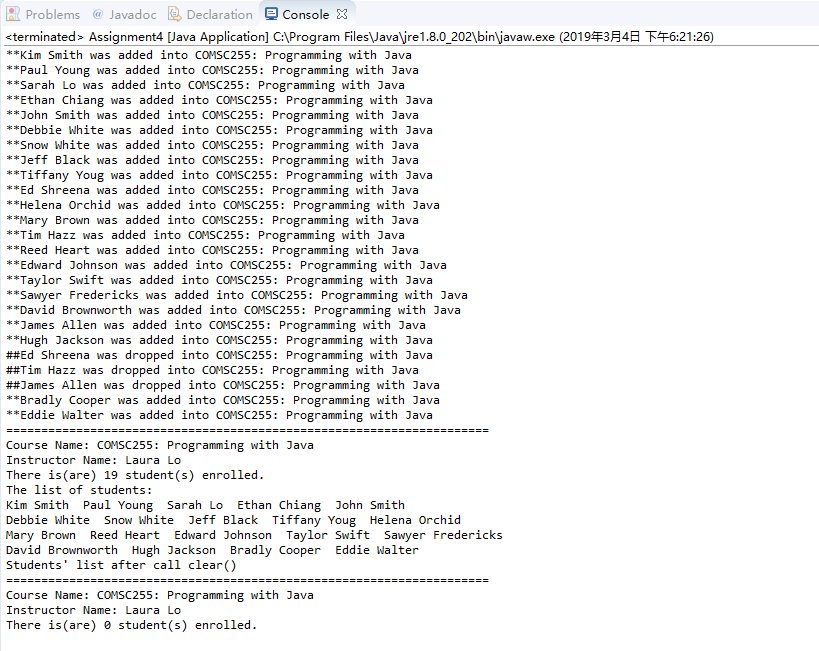 Problems @ Javadoc Declaration Console
<terminated> Assignment4 [Java Application] C:\Program Files\Java\jre1.8.0_202\bin\javaw.exe (2019年3月4日 下午6:21:26)
**Kim Smith was added into COMSC255: Programming with Java
**Paul Young was added into COMSC255: Programming with Java
**Sarah Lo was added into COMSC255: Programming with Java
**Ethan Chiang was added into COMSC255: Programming with Java
**John Smith was added into COMSC255: Programming with Java
**Debbie White was added into COMSC255: Programming with Java
**Snow White was added into COMSC255: Programming with Java
**Jeff Black was added into COMSC255: Programming with Java
**Tiffany Youg was added into COMSC255: Programming with Java
**Ed Shreena was added into COMSC255: Programming with Java
**Helena Orchid was added into COMSC255: Programming with Java
**Mary Brown was added into COMSC255: Programming with Java
**Tim Hazz was added into COMSC255: Programming with Java
**Reed Heart was added into COMSC255: Programming with Java
**Edward Johnson was added into COMSC255: Programming with Java
**Taylor Swift was added into COMSC255: Programming with Java
**Sawyer Fredericks was added into COMSC255: Programming with Java
**David Brownworth was added into COMSC255: Programming with Java
**James Allen was added into COMSC255: Programming with Java
**Hugh Jackson was added into COMSC255: Programming with Java
##Ed Shreena was dropped into COMSC255: Programming with Java
##Tim Hazz was dropped into COMSC255: Programming with Java
##James Allen was dropped into COMSC255: Programming with Java
**Bradly Cooper was added into COMSC255: Programming with Java
**Eddie Walter was added into COMSC255: Programming with Java
=====================================================================
Course Name: COMSC255: Programming with Java
Instructor Name: Laura Lo
There is(are) 19 student(s) enrolled.
The list of students:
Kim Smith  Paul Young  Sarah Lo  Ethan Chiang  John Smith
Debbie White  Snow White  Jeff Black  Tiffany Youg  Helena Orchid
Mary Brown  Reed Heart  Edward Johnson  Taylor Swift  Sawyer Fredericks
David Brownworth  Hugh Jackson  Bradly Cooper  Eddie Walter
Students' list after call clear()
=====================================================================
Course Name: COMSC255: Programming with Java
Instructor Name: Laura Lo
There is(are) 0 student(s) enrolled.